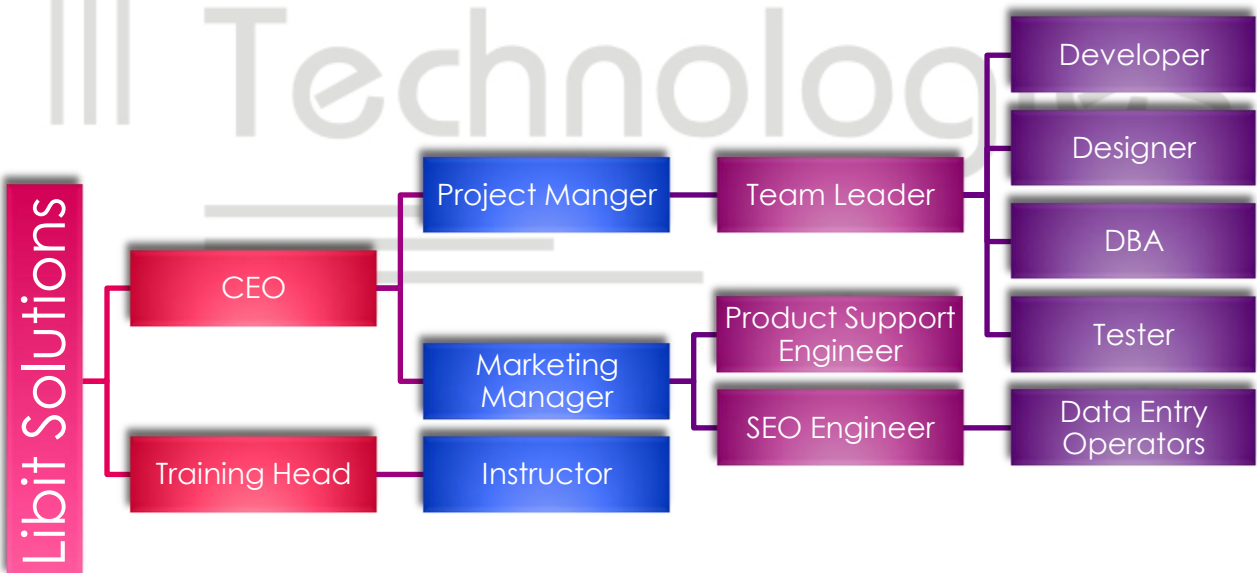 Technologies
Libit Solutions
CEO
Training Head
Project Manger
Marketing
Manager
Instructor
Team Leader
Product Support
Engineer
SEO Engineer
Developer
Designer
DBA
Tester
Data Entry
Operators